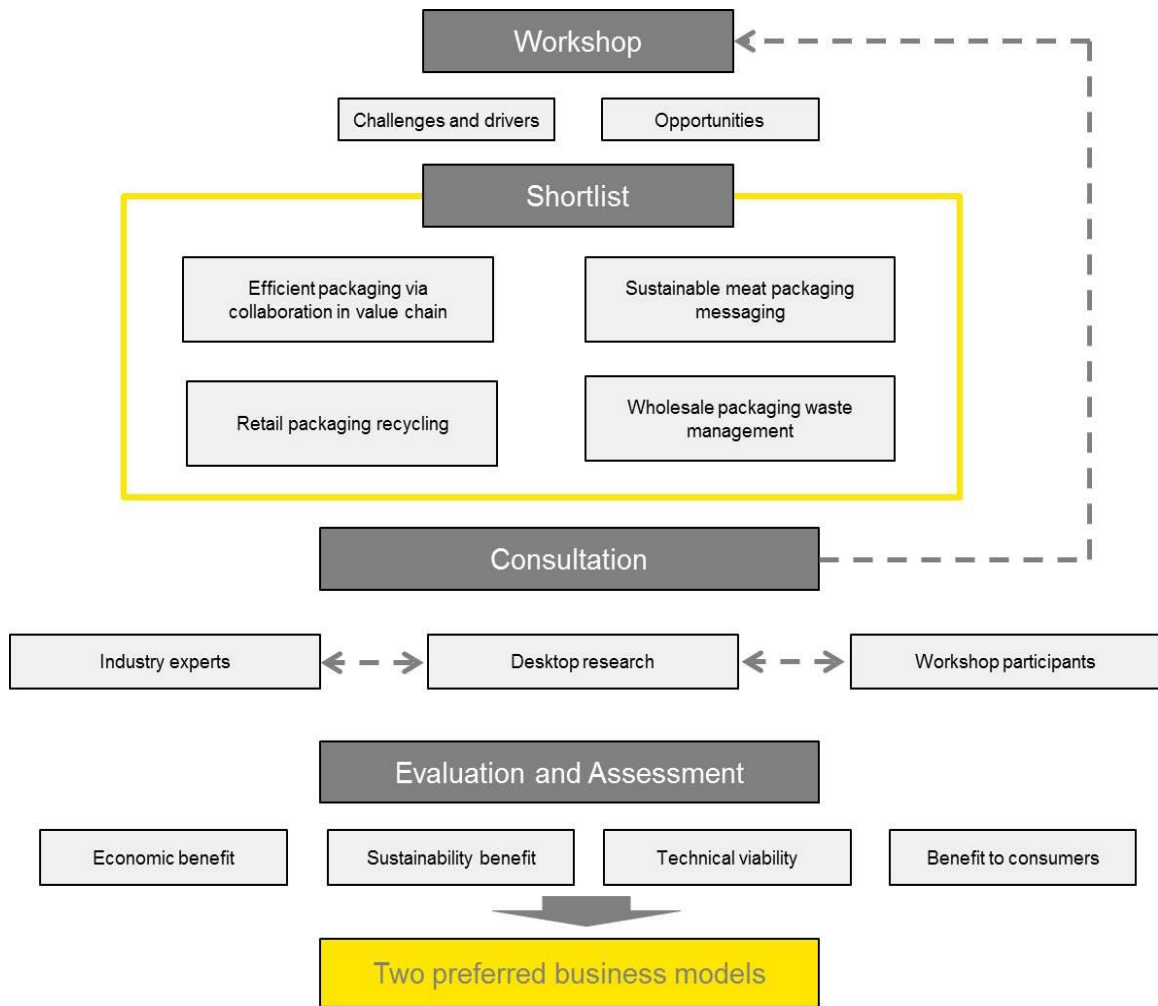 Workshop
Challenges and drivers
Opportunities
Shortlist
Efficient packaging via
collaboration in value chain
Sustainable meat packaging
messaging
Retail packaging recycling
Wholesale packaging waste
management
Consultation
Industry experts
Desktop research
Workshop participants
Evaluation and Assessment
Economic benefit
Sustainability benefit
Technical viability
Benefit to consumers
Two preferred business models